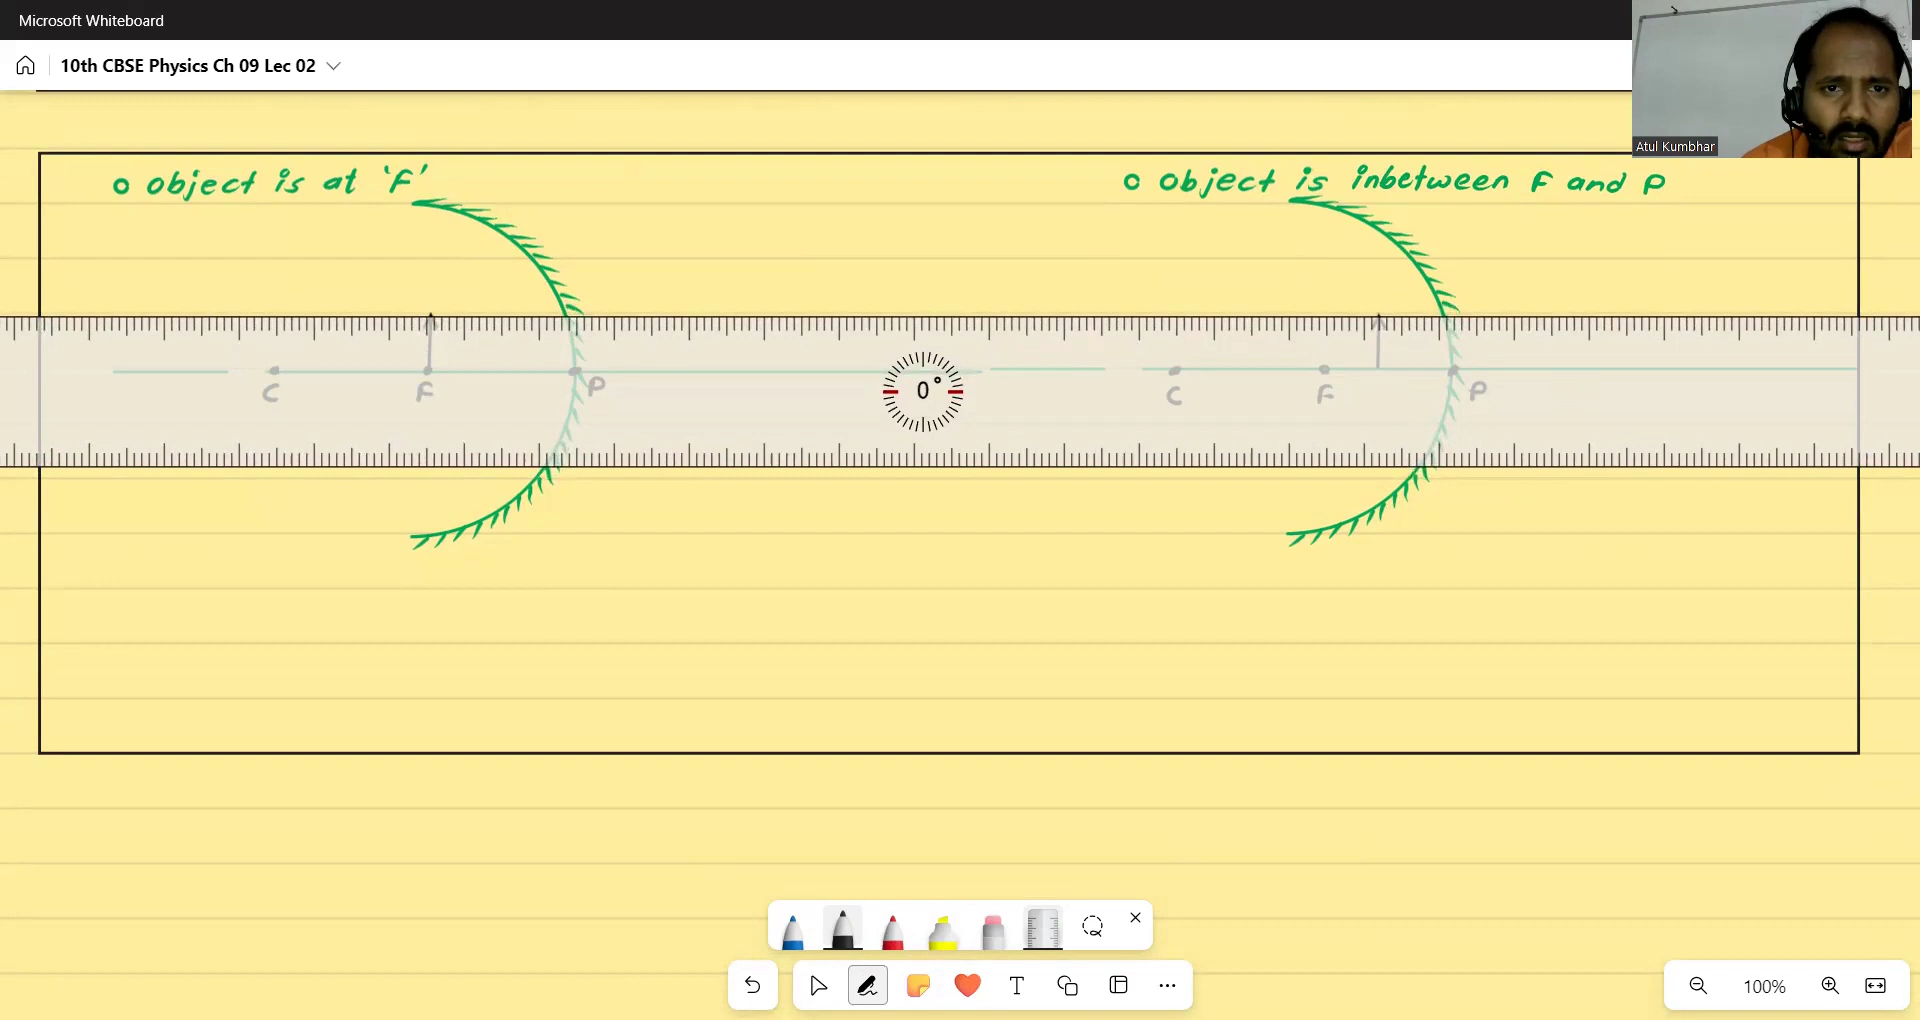 Microsoft Whiteboard
10th CBSE Physics Ch 09 Lec 02
Atul Kumbhar
o object is at 'F'
o object is inbetween F and P
C F P
0°
C F P
T
100%